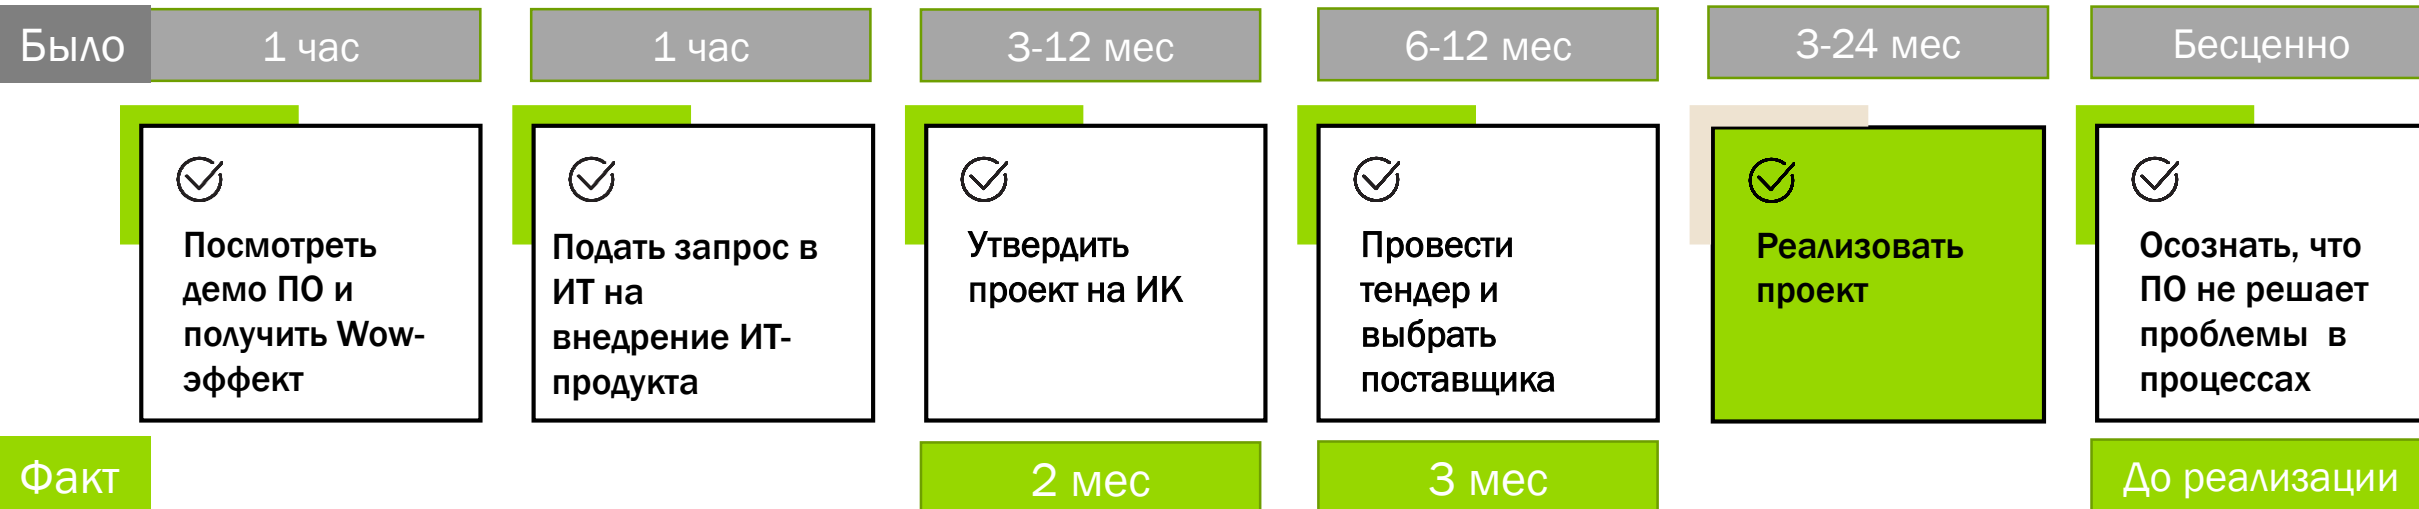 Было
1 час
1 час
3-12 мес
6-12 мес
3-24 мес
Бесценно
Посмотреть
демо ПО и
получить Wow-
эффект
Подать запрос в
ИТ на
внедрение ИТ-
продукта
Утвердить
проект на ИК
Провести
тендер и
выбрать
поставщика
Реализовать
проект
Осознать, что
ПО не решает
проблемы в
процессах
Факт
2 мес
3 мес
До реализации